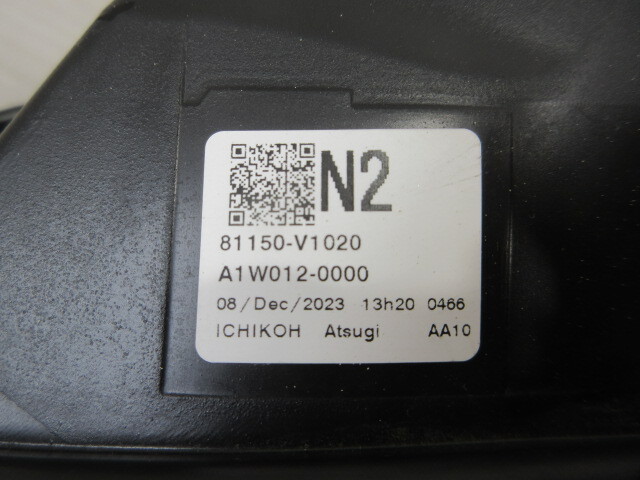 N2
81150-V1020
A1W012-0000
08/Dec/2023 13h20 0466
ICHIKOH Atsugi AA10